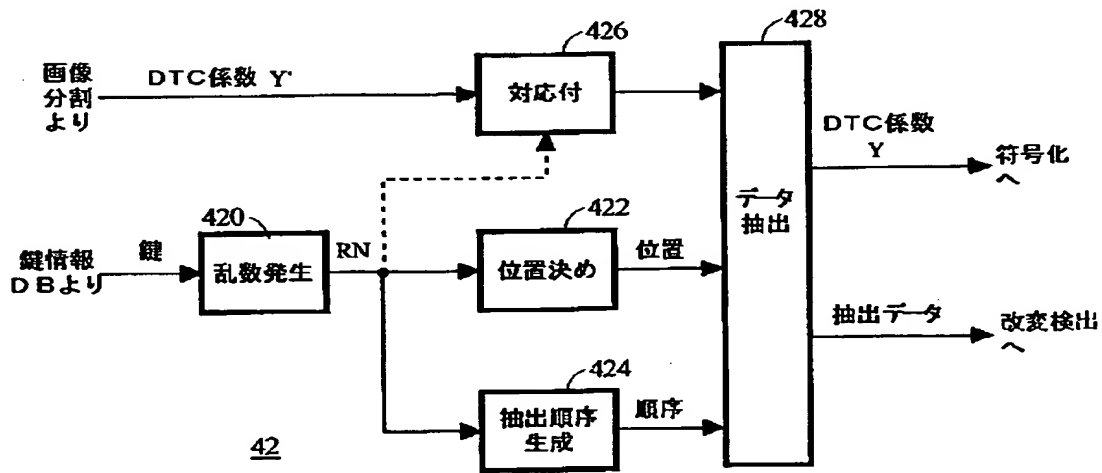 426
428
画像
分割
より
DTC係数 Y'
対応付
DTC係数
Y
符号化
へ
データ
抽出
420
422
鍵情報
DBより
鍵
乱数発生
RN
位置決め
位置
抽出データ
改変検出
へ
424
抽出順序
生成
順序
42